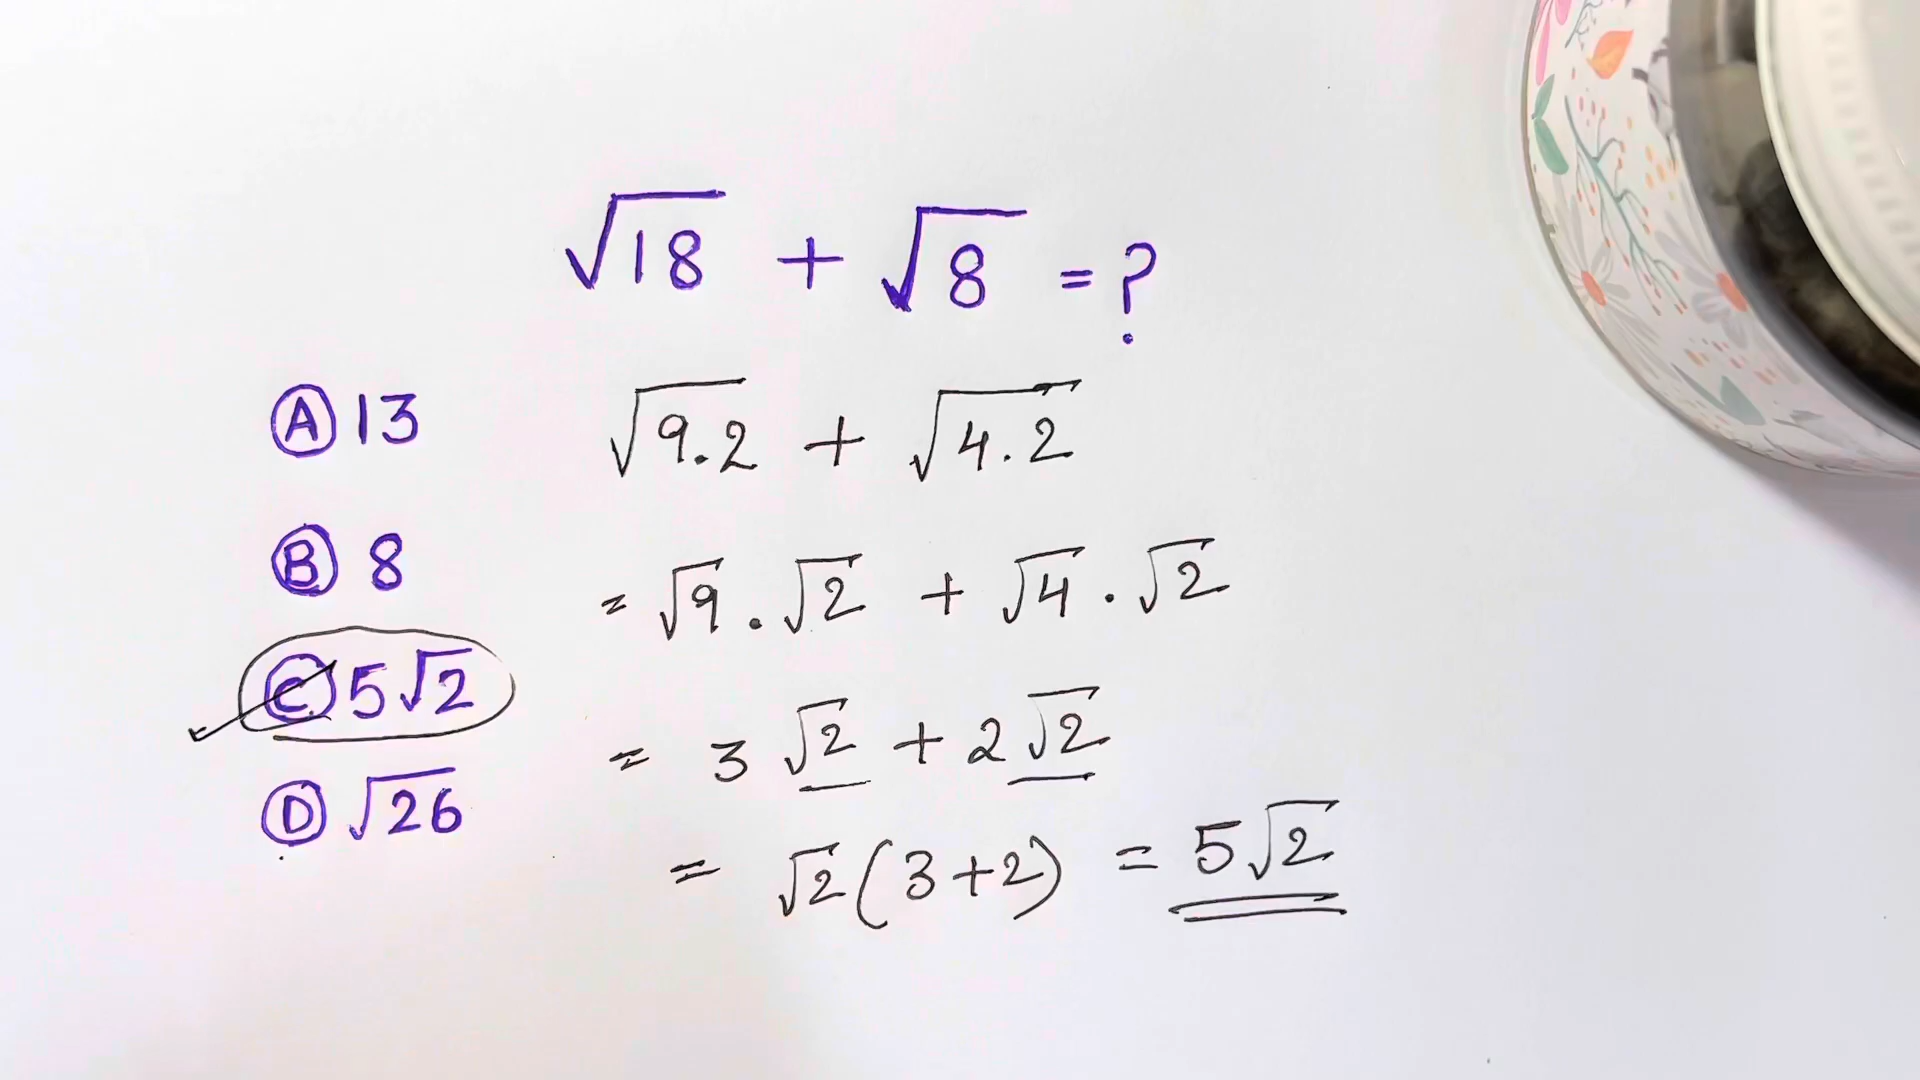 √18 + √8 = ?
Ⓐ 13
Ⓑ 8
Ⓒ 5√2
Ⓓ √26
√9.2 + √4.2
= √9 . √2 + √4 . √2
= 3√2 + 2√2
= √2(3+2) = 5√2